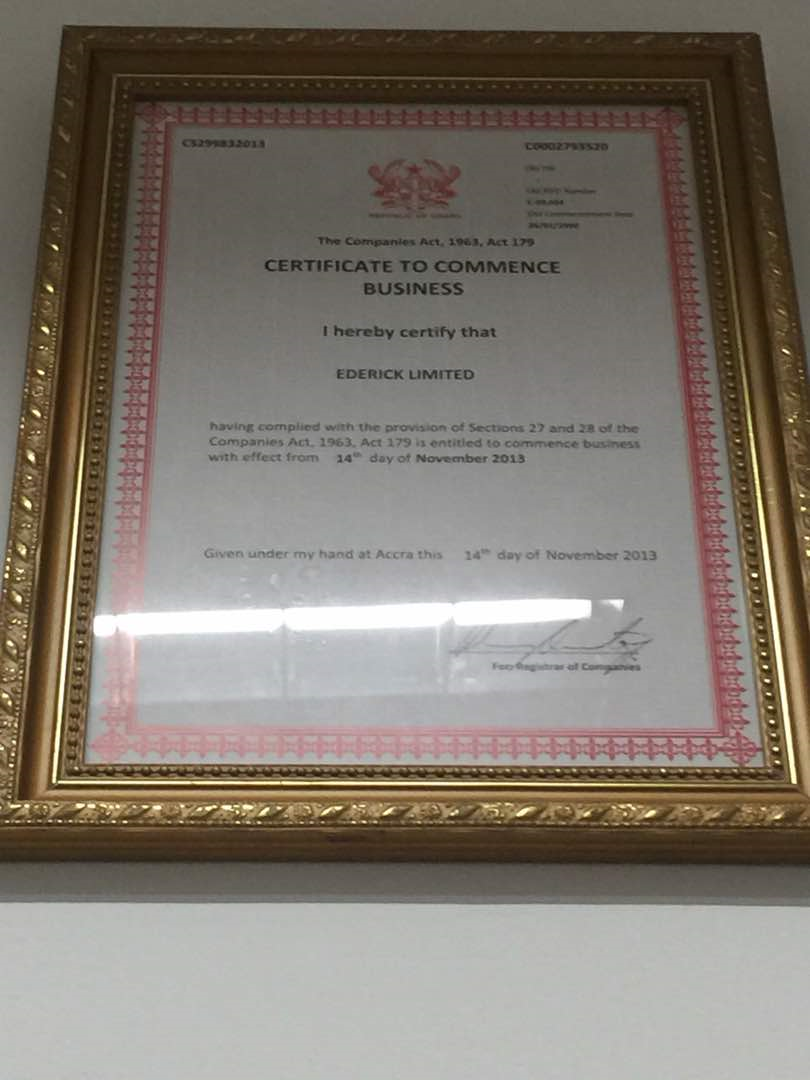 CS299832013
C0002793520
Old TIN
REPUBLIC OF GHANA
The Companies Act, 1963, Act 179
CERTIFICATE TO COMMENCE
BUSINESS
I hereby certify that
EDERICK LIMITED
having complied with the provision of Sections 27 and 28 of the
Companies Act, 1963, Act 179 is entitled to commence business
with effect from 14th day of November 2013
Given under my hand at Accra this 14th day of November 2013
For: Registrar of Companies